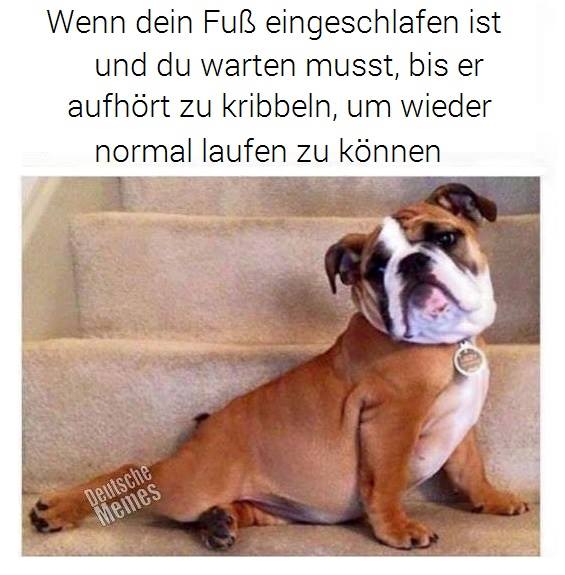 Wenn dein Fuß eingeschlafen ist
und du warten musst, bis er
aufhört zu kribbeln, um wieder
normal laufen zu können
Deutsche
Memes